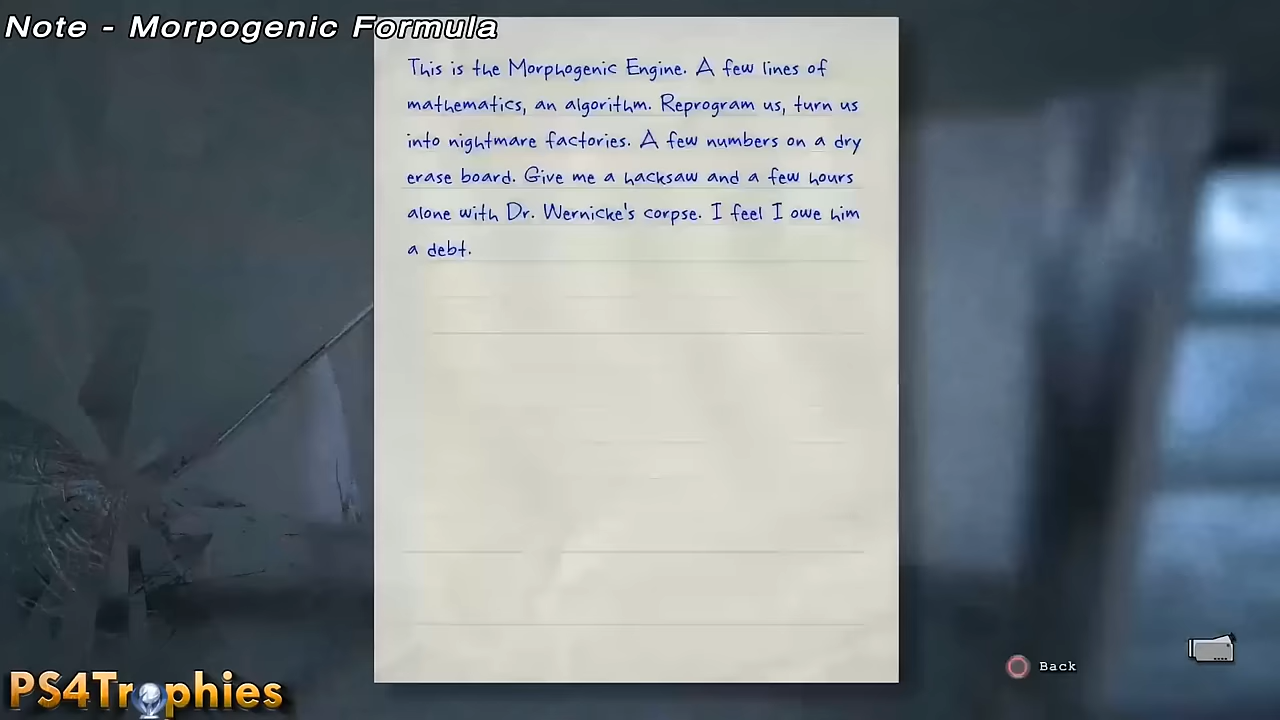 Note - Morpogenic Formula
This is the Morphogenic Engine. A few lines of
mathematics, an algorithm. Reprogram us, turn us
into nightmare factories. A few numbers on a dry
erase board. Give me a hacksaw and a few hours
alone with Dr. Wernicke's corpse. I feel I owe him
a debt.
Back
PS4Trophies